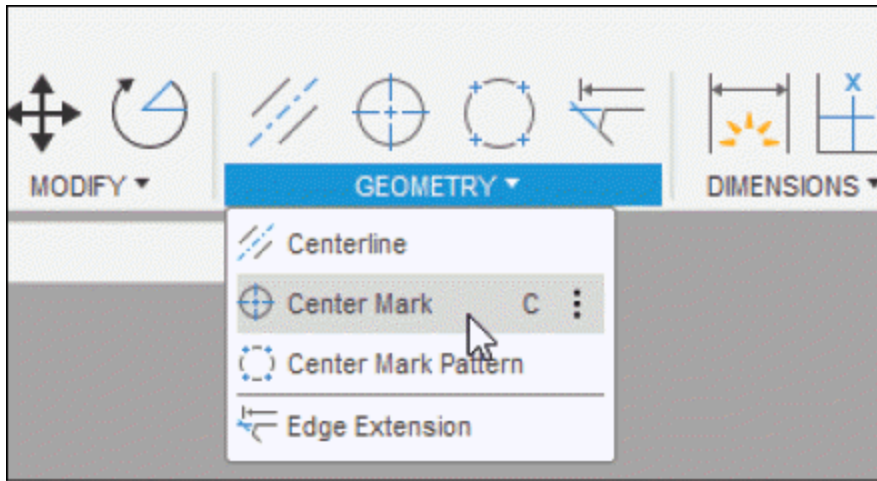 MODIFY
GEOMETRY
DIMENSIONS
Centerline
Center Mark C
Center Mark Pattern
Edge Extension
X